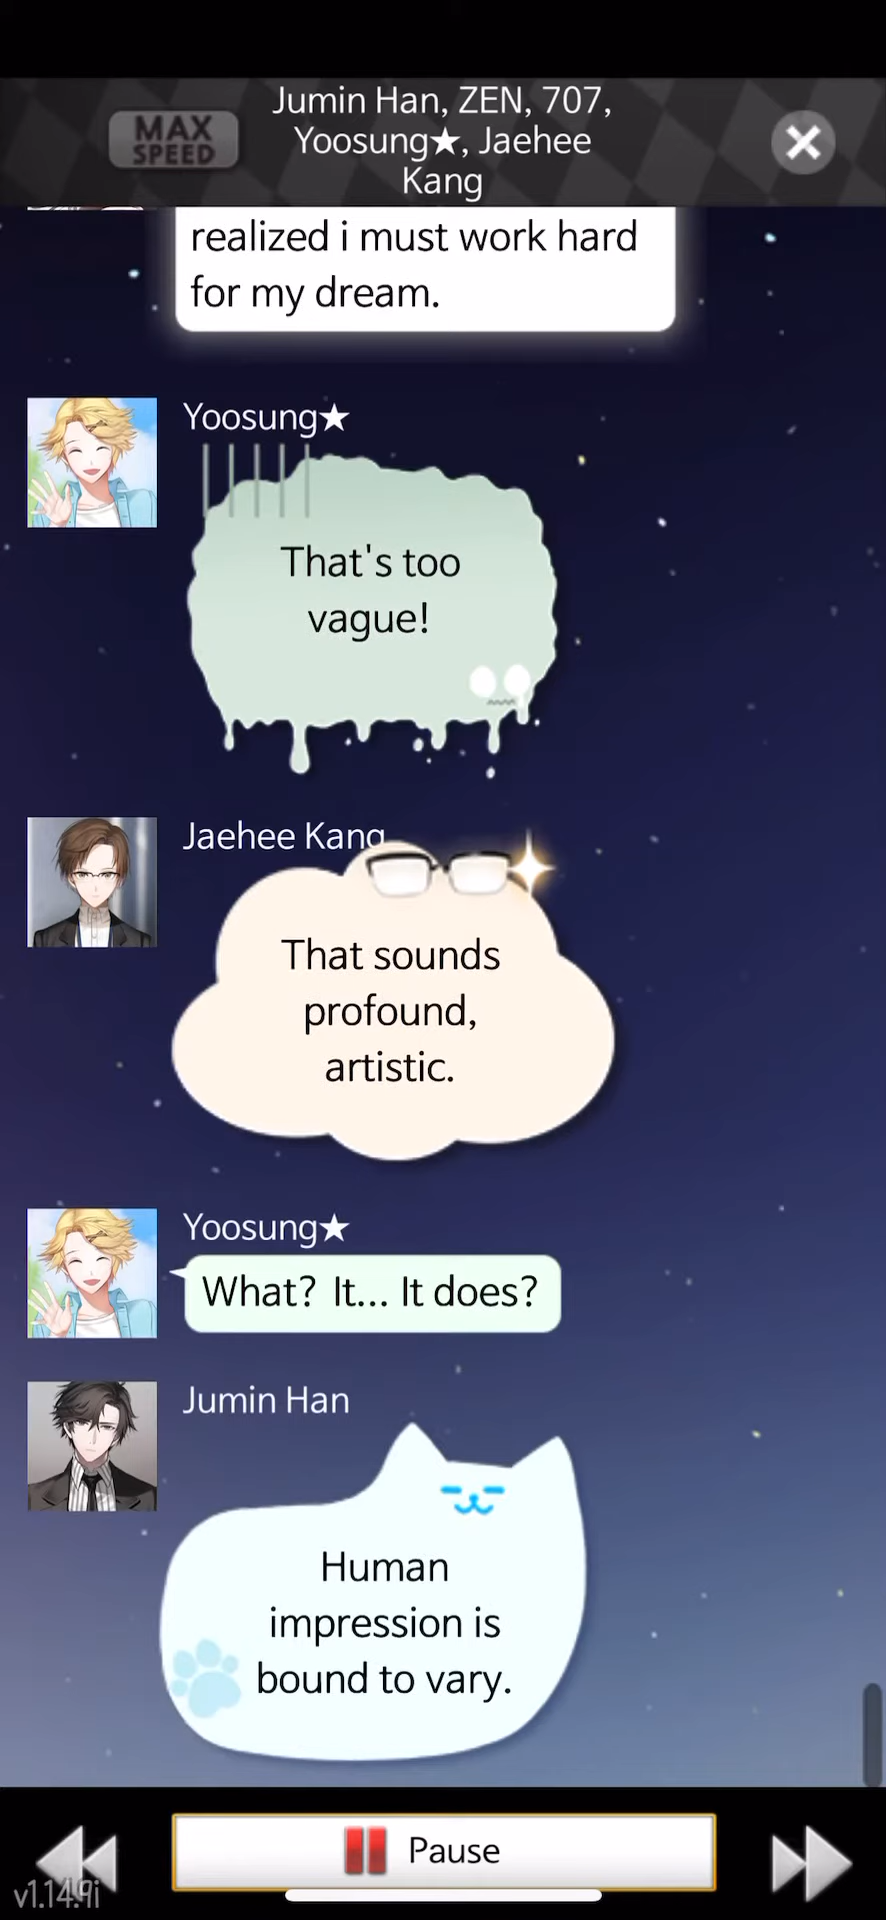 MAX
SPEED
Jumin Han, ZEN, 707,
Yoosung★, Jaehee
Kang
realized i must work hard
for my dream.
Yoosung★
That's too
vague!
Jaehee Kang
That sounds
profound,
artistic.
Yoosung★
What? It... It does?
Jumin Han
Human
impression is
bound to vary.
Pause
v1.14.9i